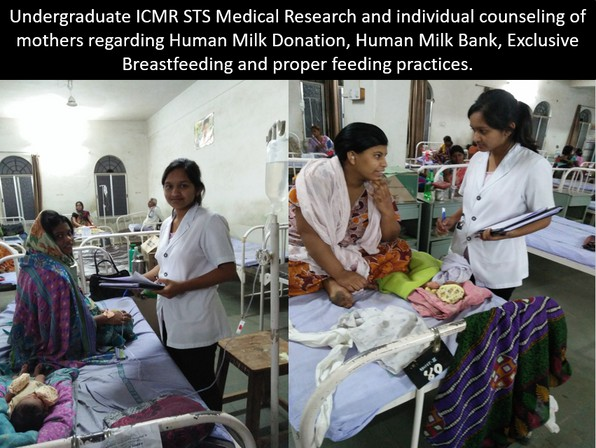 Undergraduate ICMR STS Medical Research and individual counseling of
mothers regarding Human Milk Donation, Human Milk Bank, Exclusive
Breastfeeding and proper feeding practices.